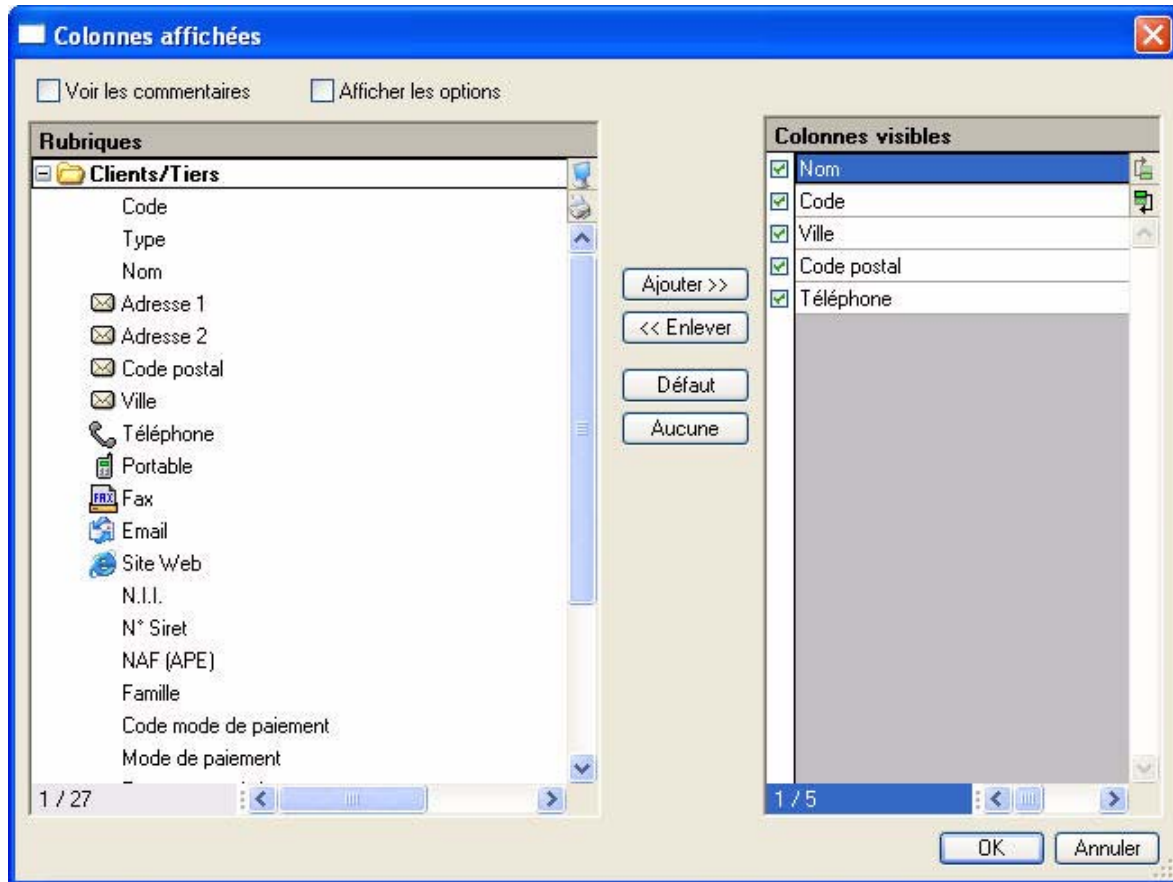 Colonnes affichées
Voir les commentaires
Afficher les options
Rubriques
Clients/Tiers
Code
Type
Nom
Adresse 1
Adresse 2
Code postal
Ville
Téléphone
Portable
FAX Fax
Email
Site Web
N.I.I.
N° Siret
NAF (APE)
Famille
Code mode de paiement
Mode de paiement
1 / 27
Ajouter >>
<< Enlever
Défaut
Aucune
Colonnes visibles
Nom
Code
Ville
Code postal
Téléphone
1 / 5
OK
Annuler